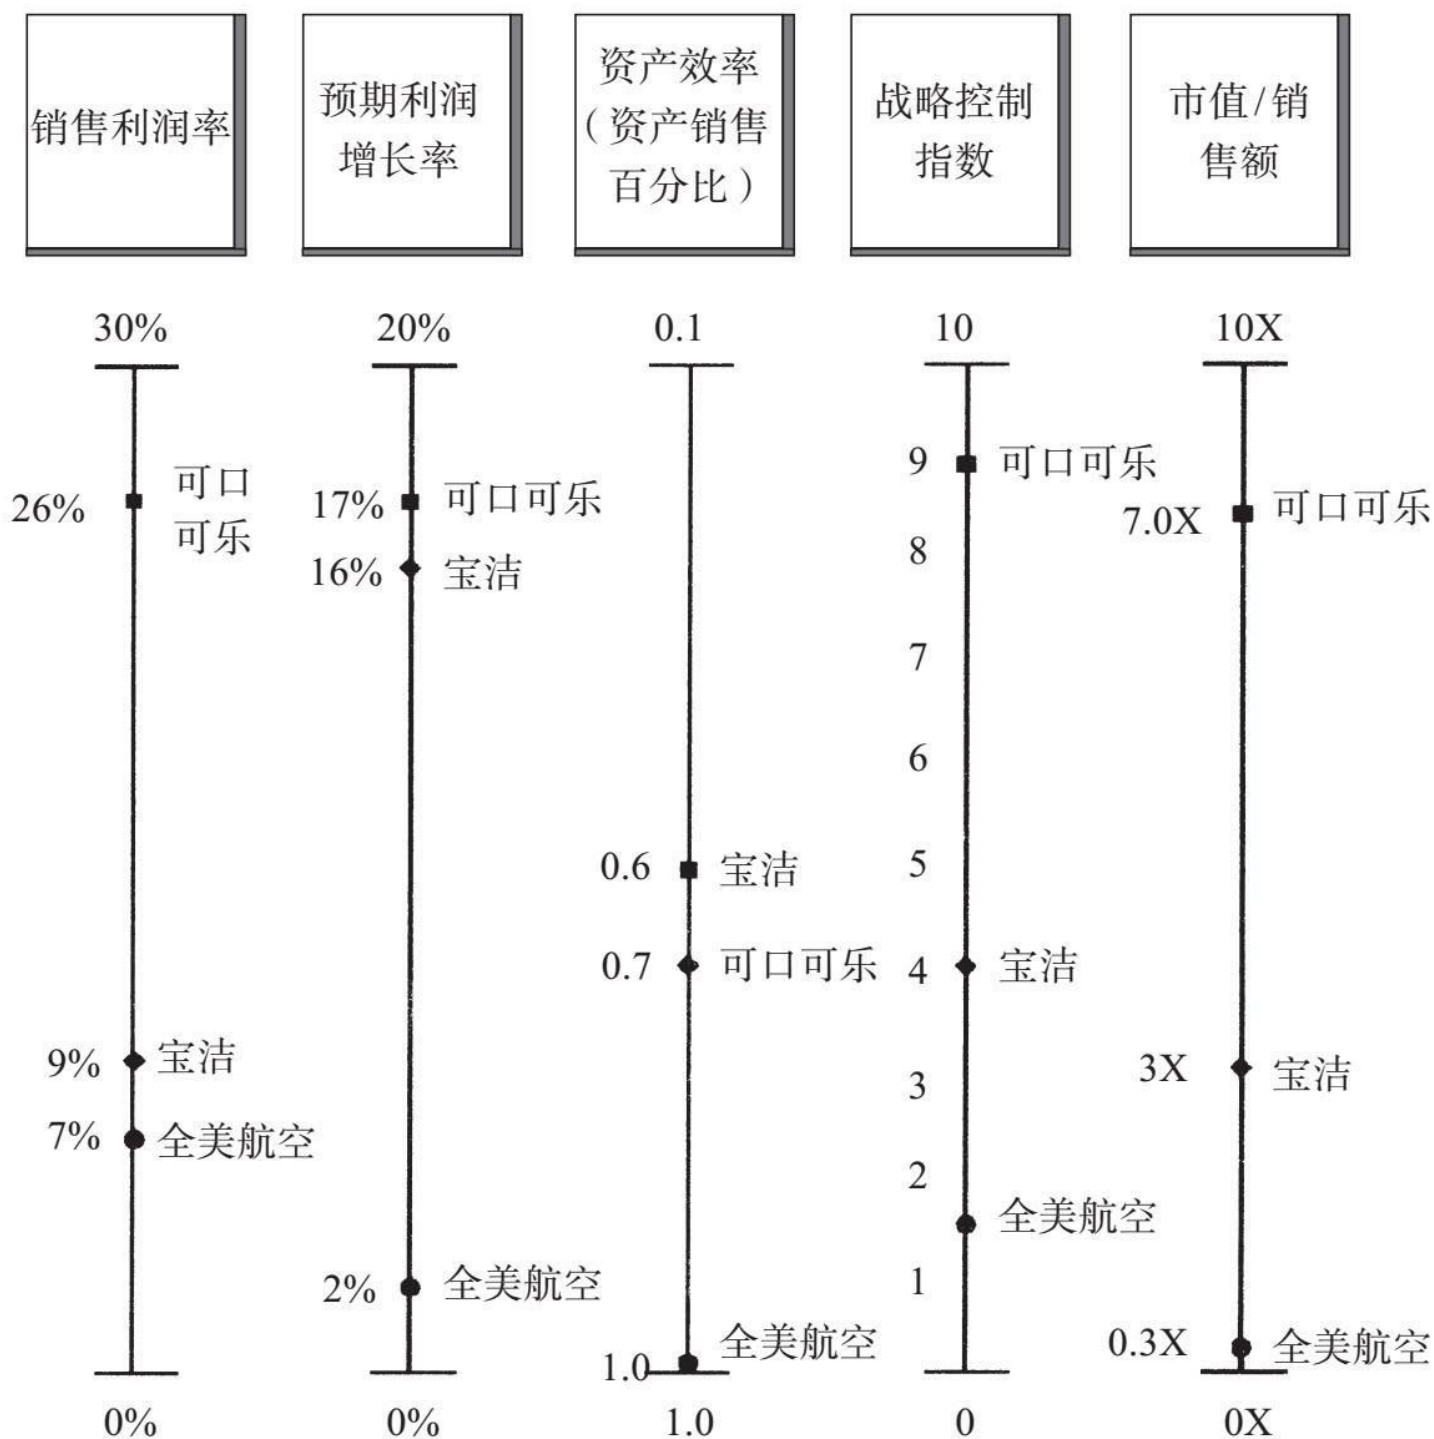 销售利润率
预期利润
增长率
资产效率
（资产销售
百分比）
战略控制
指数
市值/销
售额
30%
26%
可口
可乐
9%
宝洁
7%
全美航空
0%
20%
17%
可口可乐
16%
宝洁
2%
全美航空
0%
0.1
0.6
宝洁
0.7
可口可乐
1.0
全美航空
1.0
10
9
可口可乐
8
7
6
5
4
宝洁
3
2
全美航空
1
0
10X
7.0X
可口可乐
3X
宝洁
0.3X
全美航空
0X